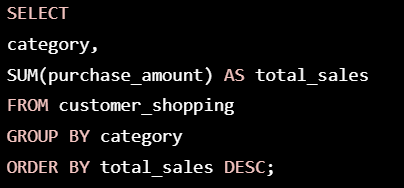 SELECT
category,
SUM(purchase_amount) AS total_sales
FROM customer_shopping
GROUP BY category
ORDER BY total_sales DESC;